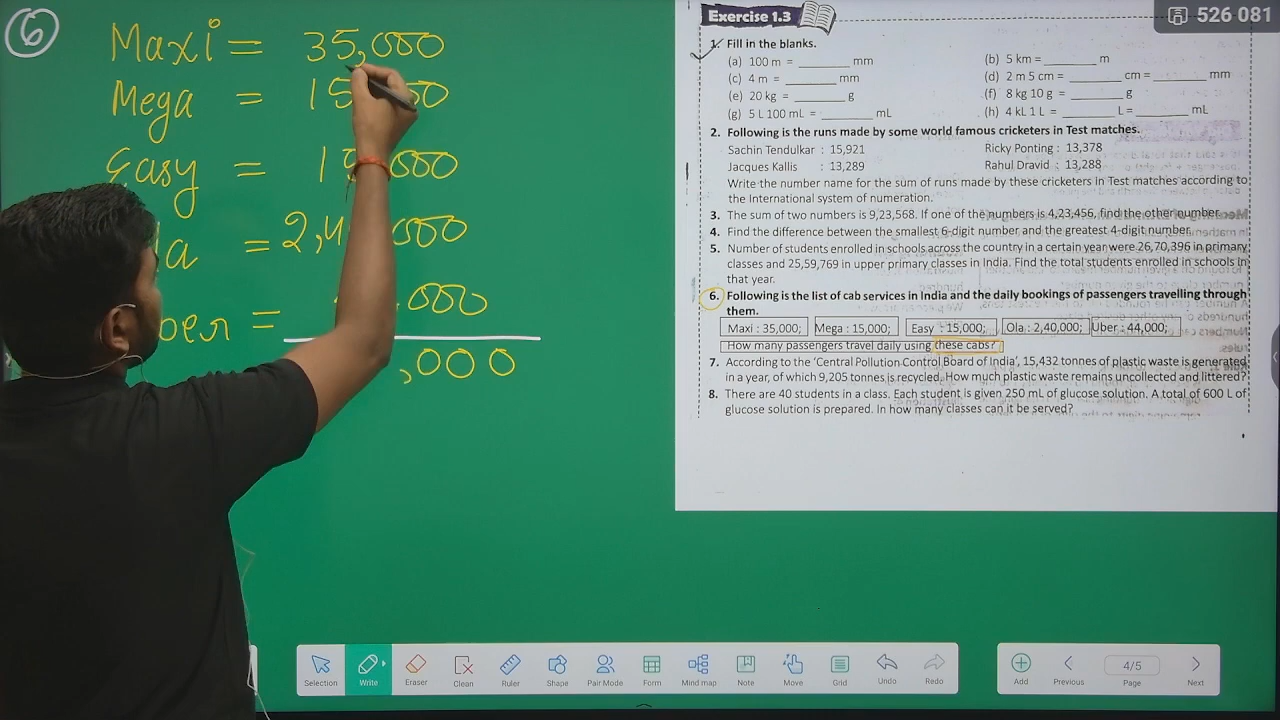 6
Maxi = 35,000
Mega =
Easy =
=
=
,000
526 081
Exercise 1.3
1. Fill in the blanks.
(a) 100 m = ______ mm
(b) 5 km = ______ m
(c) 4 m = ______ mm
(d) 2 m 5 cm = ______ cm = ______ mm
(e) 20 kg = ______ g
(f) 8 kg 10 g = ______ g
(g) 5 L 100 mL = ______ mL
(h) 4 kL 1 L = ______ L = ______ mL
2. Following is the runs made by some world famous cricketers in Test matches.
Sachin Tendulkar : 15,921
Ricky Ponting : 13,378
Jacques Kallis : 13,289
Rahul Dravid : 13,288
Write the number name for the sum of runs made by these cricketers in Test matches according to
the International system of numeration.
3. The sum of two numbers is 9,23,568. If one of the numbers is 4,23,456, find the other number.
4. Find the difference between the smallest 6-digit number and the greatest 4-digit number.
5. Number of students enrolled in schools across the country in a certain year were 26,70,396 in primary
classes and 25,59,769 in upper primary classes in India. Find the total students enrolled in schools in
that year.
6. Following is the list of cab services in India and the daily bookings of passengers travelling through
them.
Maxi : 35,000; Mega : 15,000; Easy : 15,000; Ola : 2,40,000; Uber : 44,000;
How many passengers travel daily using these cabs?
7. According to the ‘Central Pollution Control Board of India’, 15,432 tonnes of plastic waste is generated
in a year, of which 9,205 tonnes is recycled. How much plastic waste remains uncollected and littered?
8. There are 40 students in a class. Each student is given 250 mL of glucose solution. A total of 600 L of
glucose solution is prepared. In how many classes can it be served?
Selection Write Eraser Clean Ruler Shape Pair Mode Form Mind map Note Move Grid Undo Redo
Add Previous 4/5 Page Next